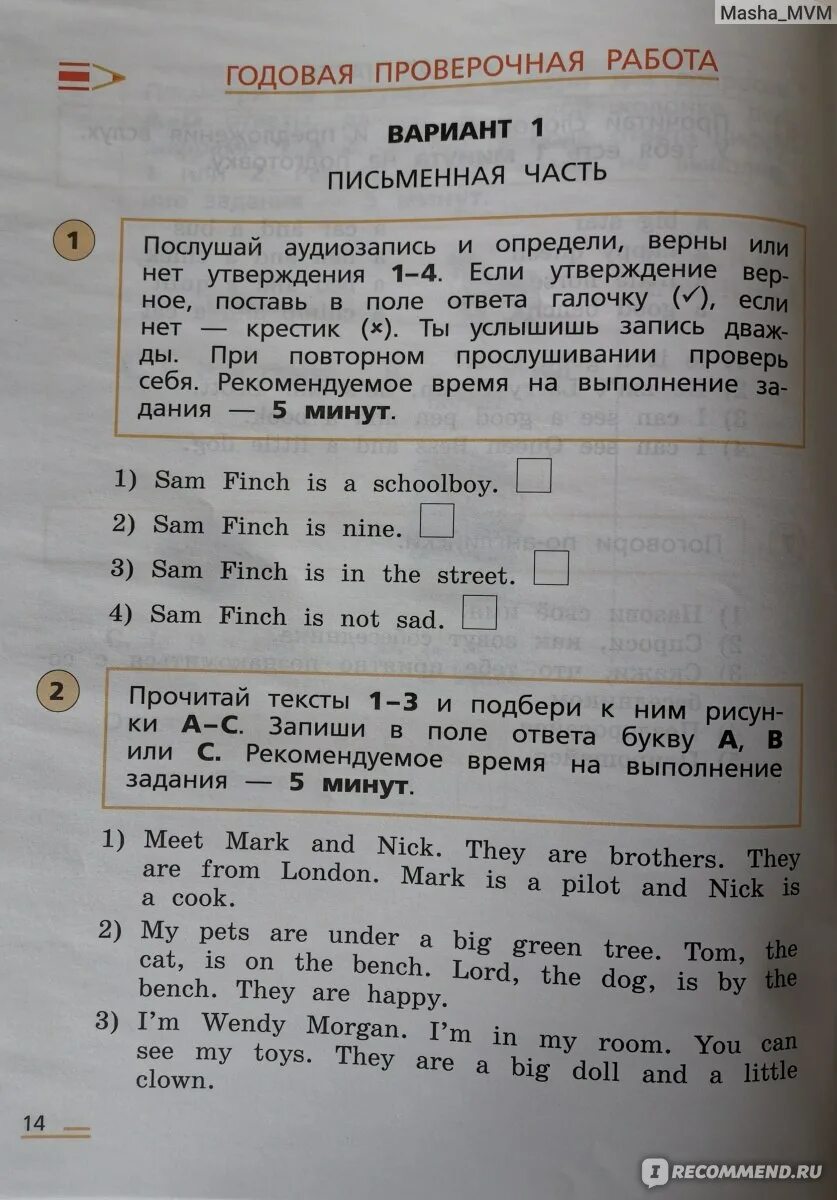 Masha_MVM
ГОДОВАЯ ПРОВЕРОЧНАЯ РАБОТА
ВАРИАНТ 1
ПИСЬМЕННАЯ ЧАСТЬ
1
Послушай аудиозапись и определи, верны или
нет утверждения 1–4. Если утверждение вер-
ное, поставь в поле ответа галочку (✓), если
нет — крестик (×). Ты услышишь запись дваж-
ды. При повторном прослушивании проверь
себя. Рекомендуемое время на выполнение за-
дания — 5 минут.
1) Sam Finch is a schoolboy.
2) Sam Finch is nine.
3) Sam Finch is in the street.
4) Sam Finch is not sad.
2
Прочитай тексты 1–3 и подбери к ним рисун-
ки А–С. Запиши в поле ответа букву А, В
или С. Рекомендуемое время на выполнение
задания — 5 минут.
1) Meet Mark and Nick. They are brothers. They
are from London. Mark is a pilot and Nick is
a cook.
2) My pets are under a big green tree. Tom, the
cat, is on the bench. Lord, the dog, is by the
bench. They are happy.
3) I'm Wendy Morgan. I'm in my room. You can
see my toys. They are a big doll and a little
clown.
14
IRECOMMEND.RU